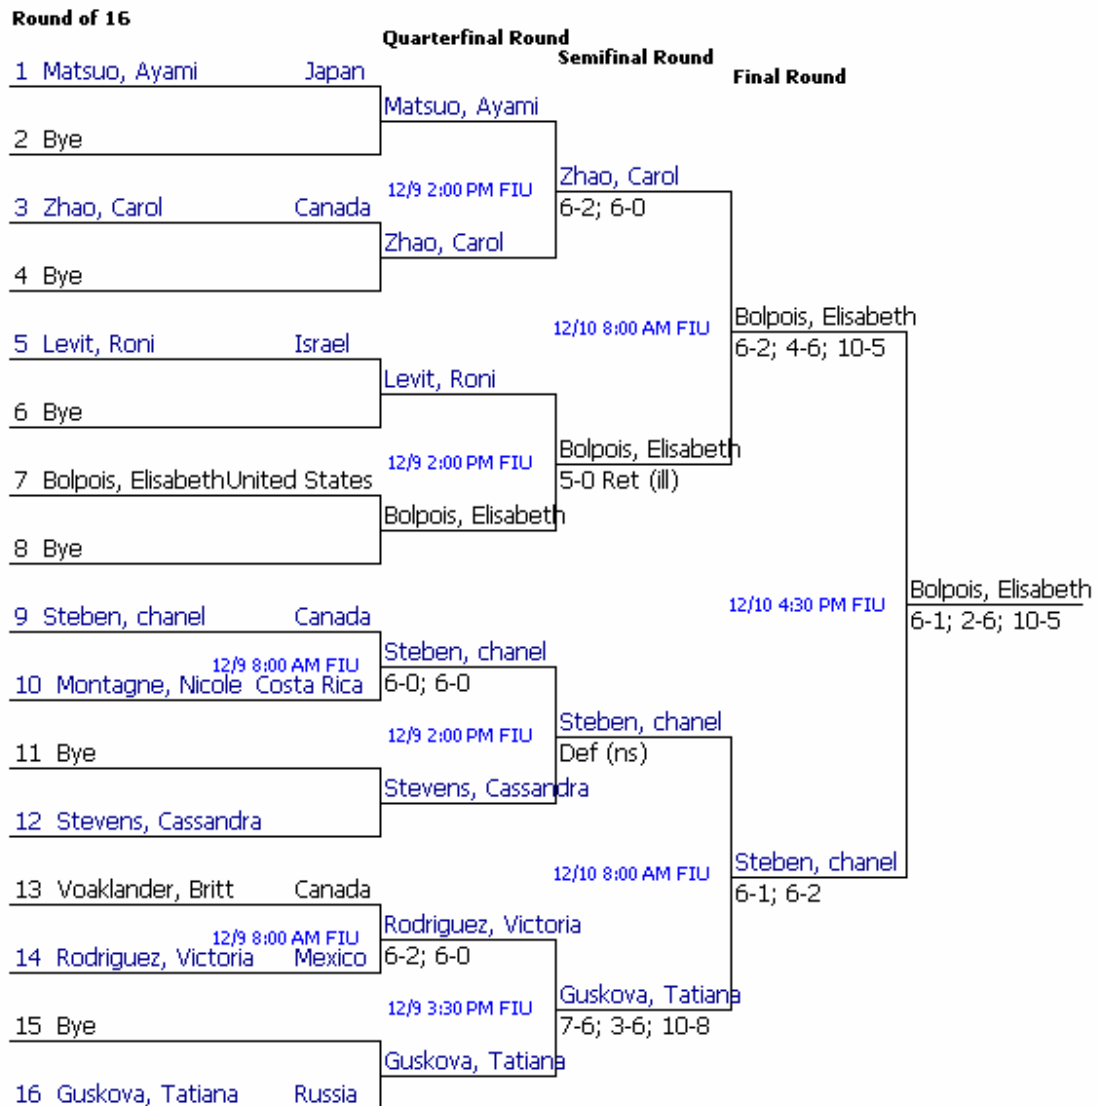 Round of 16
Quarterfinal Round
Semifinal Round
Final Round
1 Matsuo, Ayami Japan
Matsuo, Ayami
2 Bye
12/9 2:00 PM FIU
Zhao, Carol
6-2; 6-0
3 Zhao, Carol Canada
Zhao, Carol
4 Bye
12/10 8:00 AM FIU
Bolpois, Elisabeth
6-2; 4-6; 10-5
5 Levit, Roni Israel
Levit, Roni
6 Bye
12/9 2:00 PM FIU
Bolpois, Elisabeth
5-0 Ret (ill)
7 Bolpois, Elisabeth United States
Bolpois, Elisabeth
8 Bye
12/10 4:30 PM FIU
Bolpois, Elisabeth
6-1; 2-6; 10-5
9 Steben, chanel Canada
12/9 8:00 AM FIU
Steben, chanel
6-0; 6-0
10 Montagne, Nicole Costa Rica
12/9 2:00 PM FIU
Steben, chanel
Def (ns)
11 Bye
Stevens, Cassandra
12 Stevens, Cassandra
12/10 8:00 AM FIU
Steben, chanel
6-1; 6-2
13 Voaklander, Britt Canada
12/9 8:00 AM FIU
Rodriguez, Victoria
6-2; 6-0
14 Rodriguez, Victoria Mexico
12/9 3:30 PM FIU
Guskova, Tatiana
7-6; 3-6; 10-8
15 Bye
Guskova, Tatiana
16 Guskova, Tatiana Russia